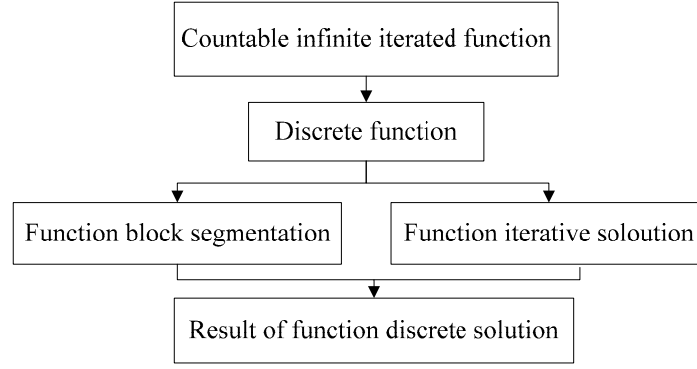 Countable infinite iterated function
Discrete function
Function block segmentation
Function iterative soloution
Result of function discrete solution